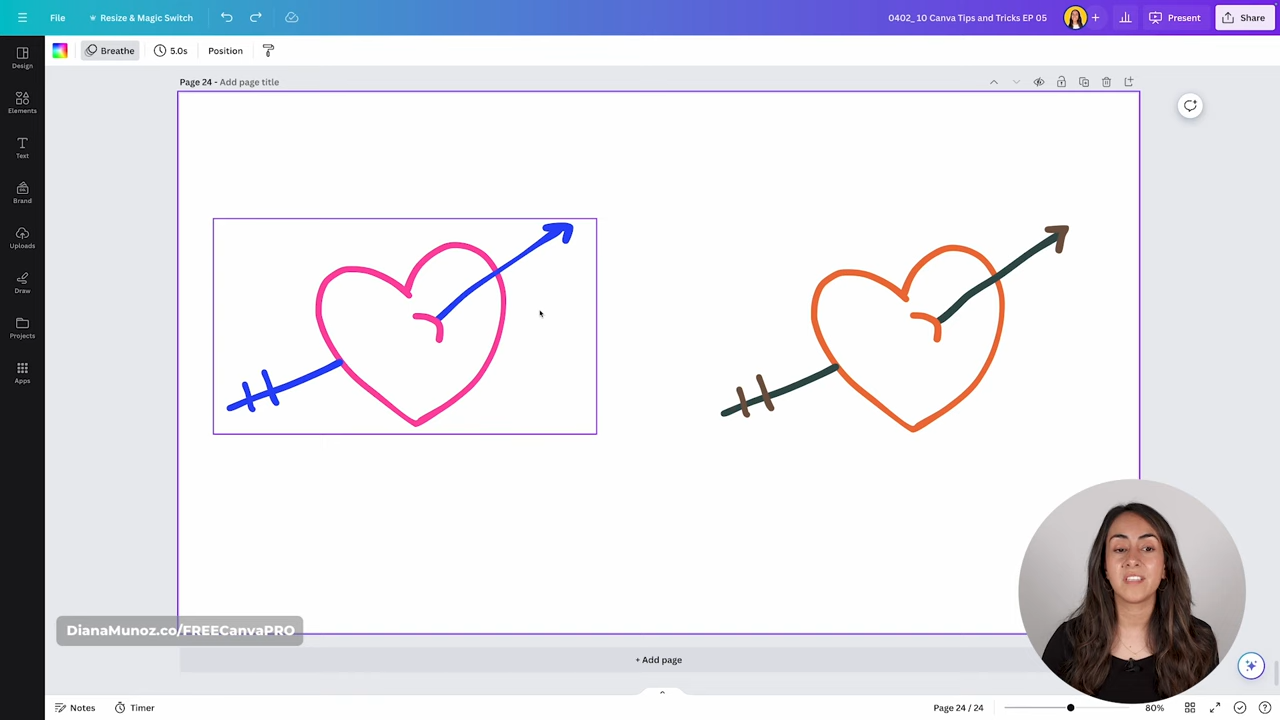 File
Resize & Magic Switch
0402_ 10 Canva Tips and Tricks EP 05
Present
Share
Breathe
5.0s
Position
Design
Elements
Text
Brand
Uploads
Draw
Projects
Apps
Page 24 - Add page title
DianaMunoz.co/FREECanvaPRO
+ Add page
Notes
Timer
Page 24 / 24
80%